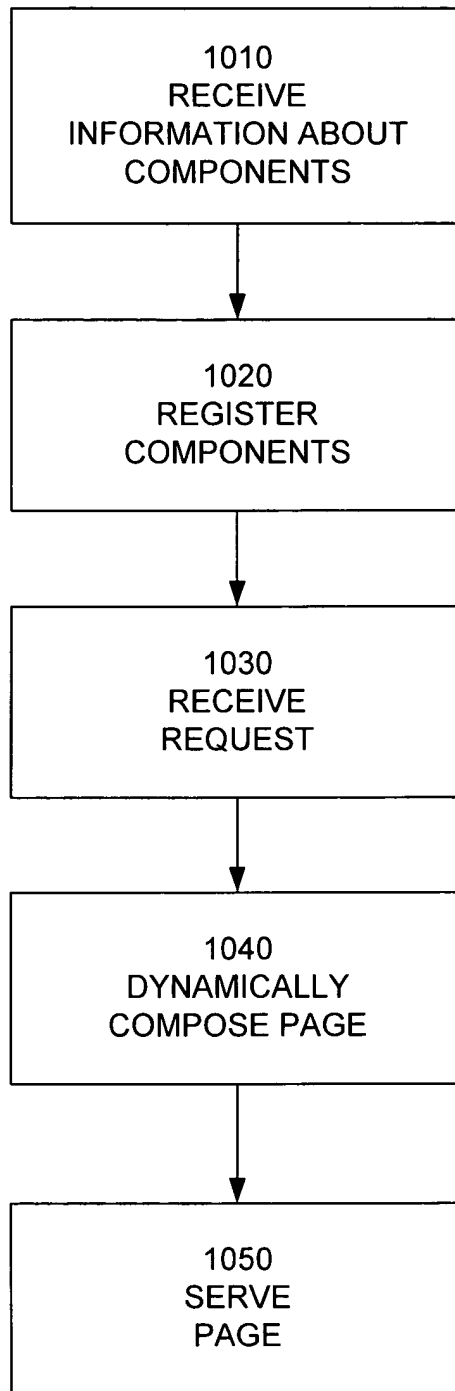 1010
RECEIVE
INFORMATION ABOUT
COMPONENTS
1020
REGISTER
COMPONENTS
1030
RECEIVE
REQUEST
1040
DYNAMICALLY
COMPOSE PAGE
1050
SERVE
PAGE